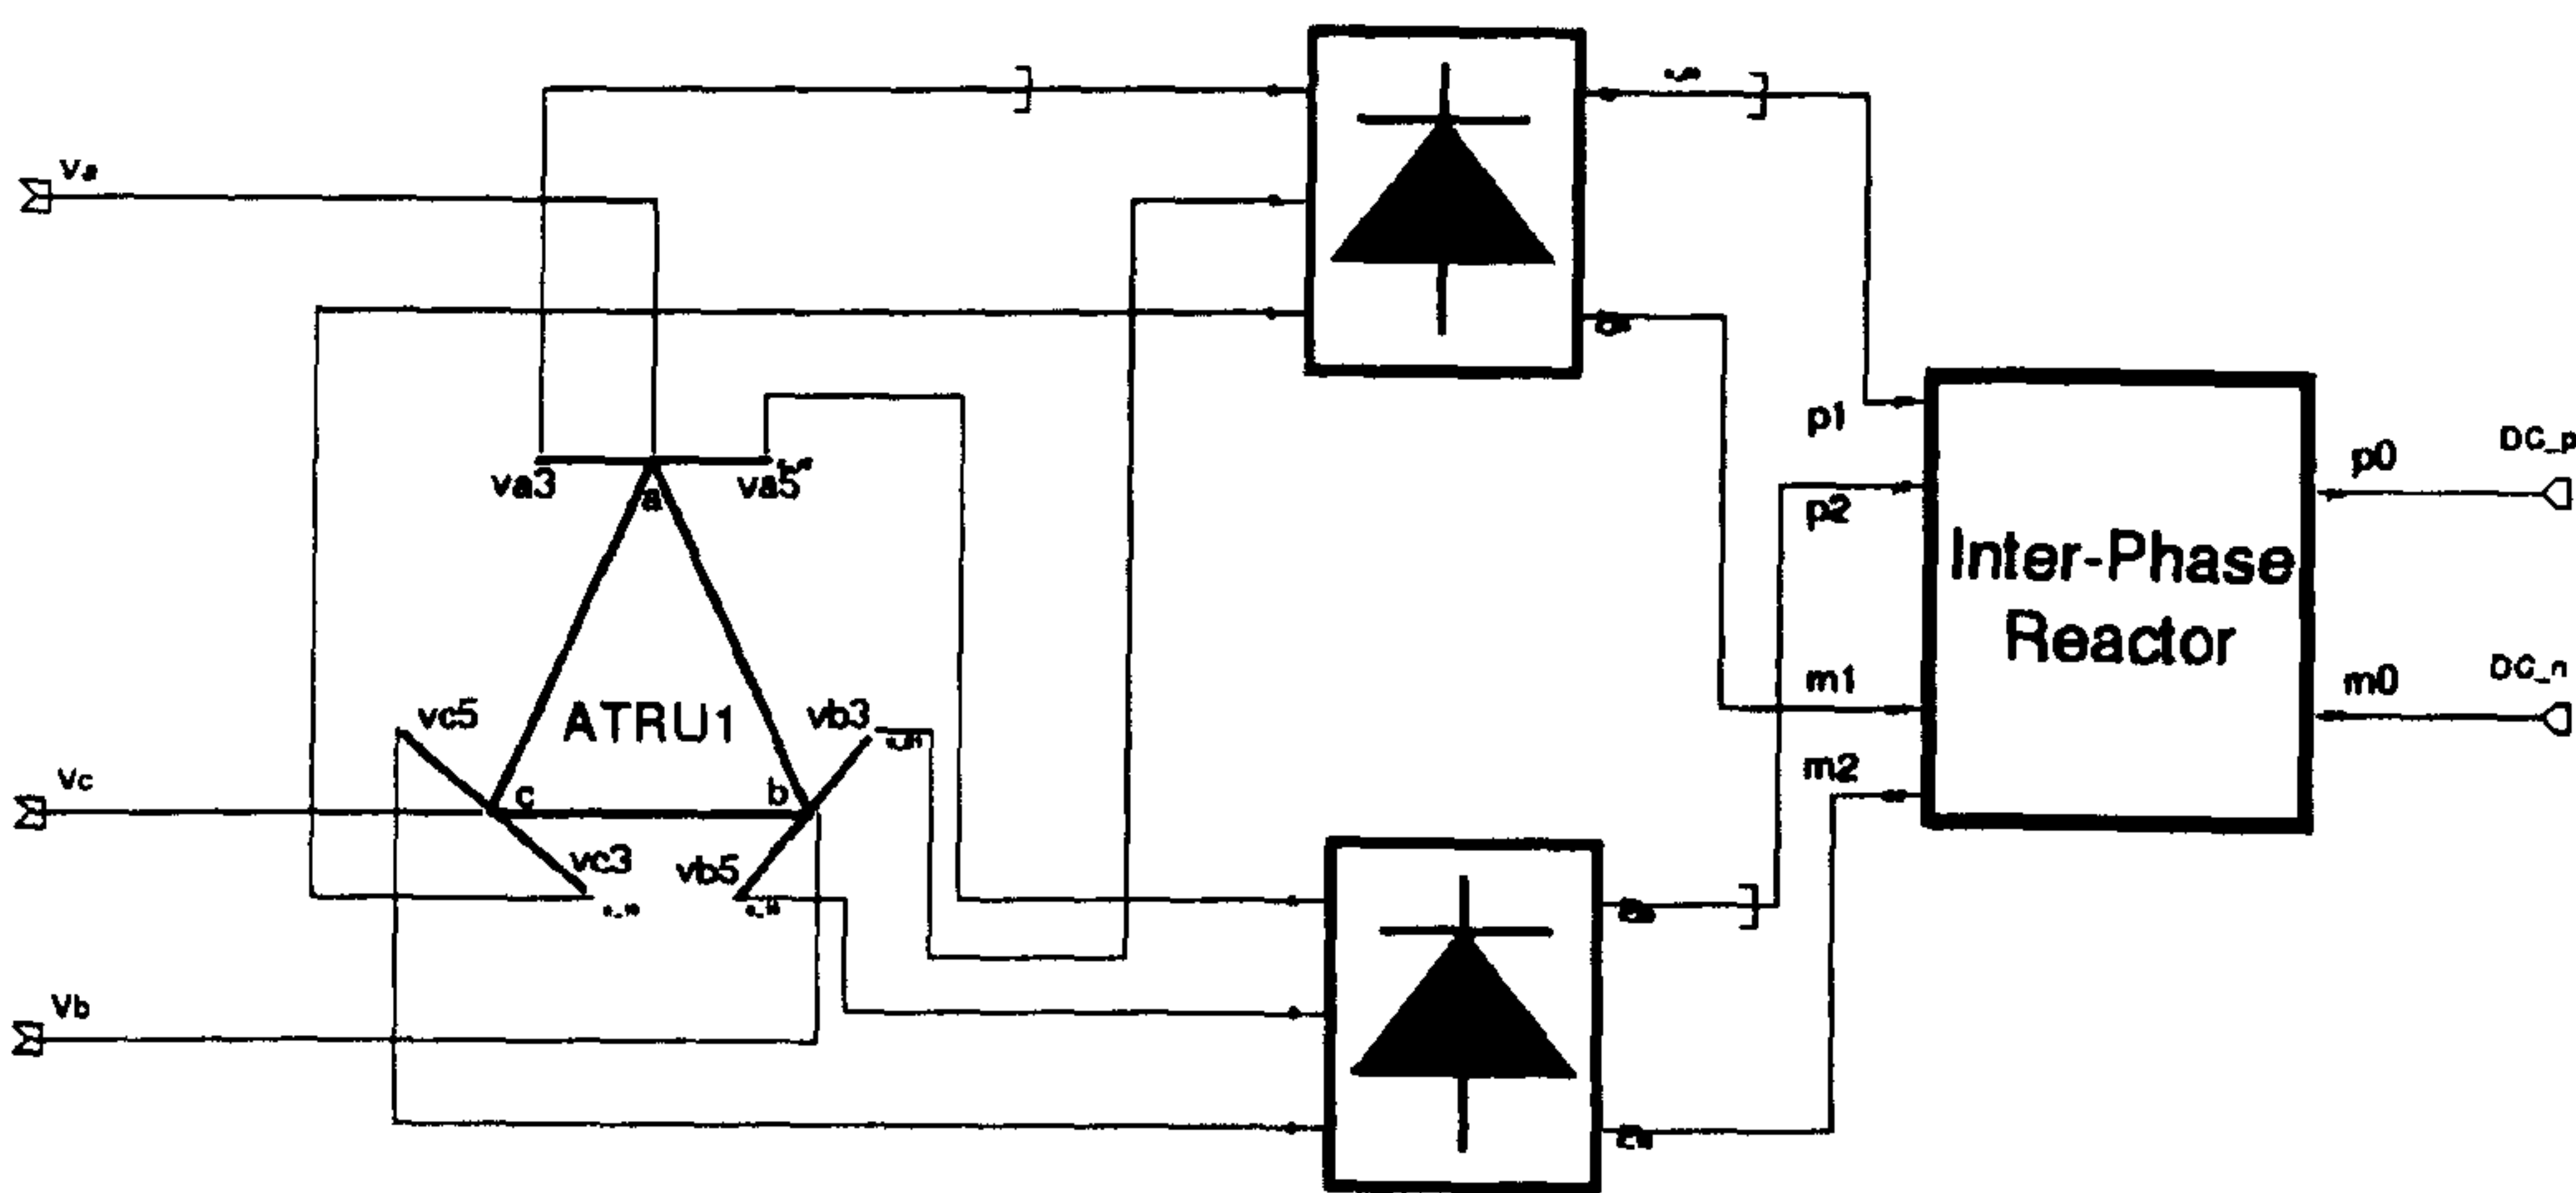 va
va3
va5
a
vc5
ATRU1
vb3
vc
c
b
vc3
vb5
vb
p1
p2
m1
m2
Inter-Phase
Reactor
p0
DC_p
m0
DC_n